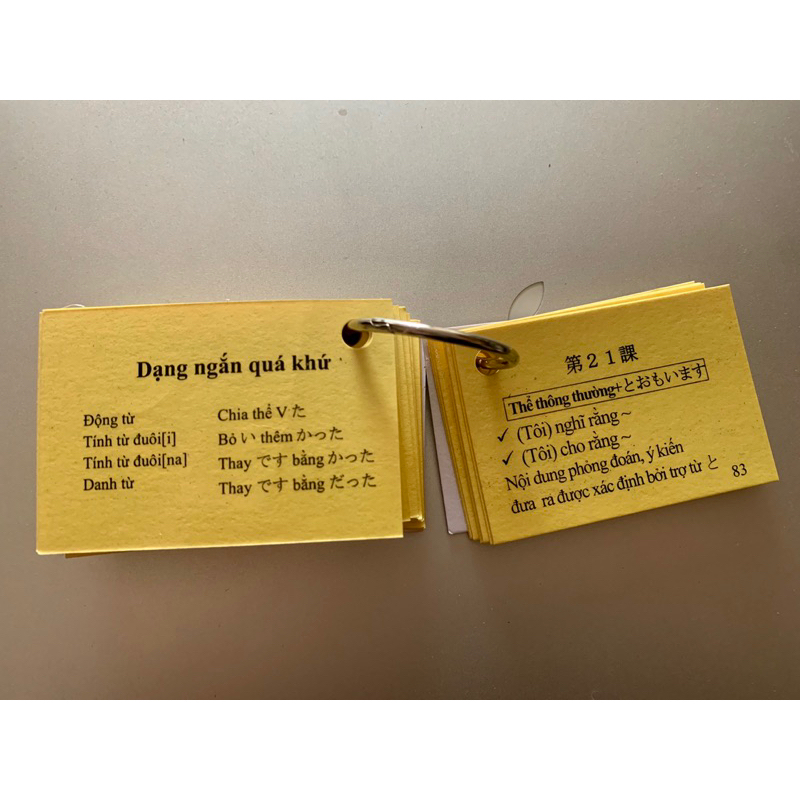 Dạng ngắn quá khứ
Động từ Chia thể V た
Tính từ đuôi[i] Bỏ い thêm かった
Tính từ đuôi[na] Thay です bằng かった
Danh từ Thay です bằng だった
第21課
Thể thông thường+とおもいます
✓ (Tôi) nghĩ rằng ~
✓ (Tôi) cho rằng ~
Nội dung phỏng đoán, ý kiến
đưa ra được xác định bởi trợ từ と
83